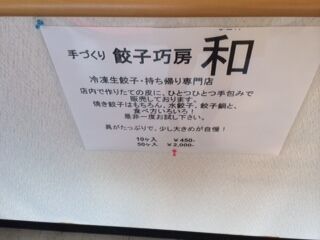 手づくり 餃子巧房 和
冷凍生餃子・持ち帰り専門店
店内で作りたての皮に、ひとつひとつ手包みで
販売しております。
焼き餃子はもちろん、水餃子、餃子鍋と、
食べ方いろいろ!
是非一度お試し下さい。
具がたっぷりで、少し大きめが自慢!
10ヶ入 ¥450-
50ヶ入 ¥2,000-